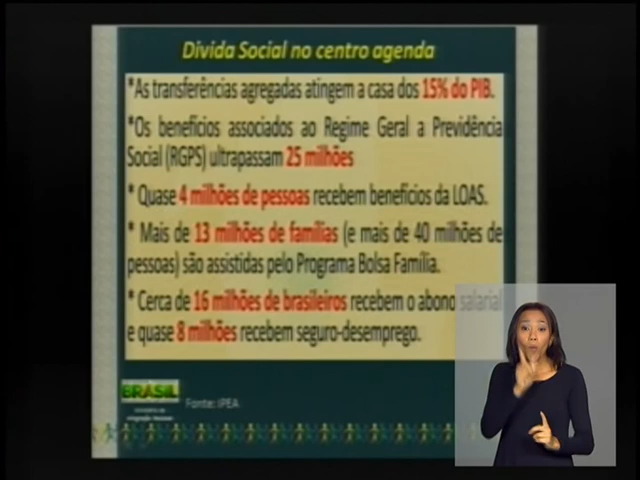 Dívida Social no centro agenda
*As transferências agregadas atingem a casa dos 15% do PIB.
*Os benefícios associados ao Regime Geral a Previdência
Social (RGPS) ultrapassam 25 milhões
* Quase 4 milhões de pessoas recebem benefícios da LOAS.
* Mais de 13 milhões de famílias (e mais de 40 milhões de
pessoas) são assistidas pelo Programa Bolsa Família.
* Cerca de 16 milhões de brasileiros recebem o abono salarial
e quase 8 milhões recebem seguro-desemprego.
BRASIL
Fonte: IPEA